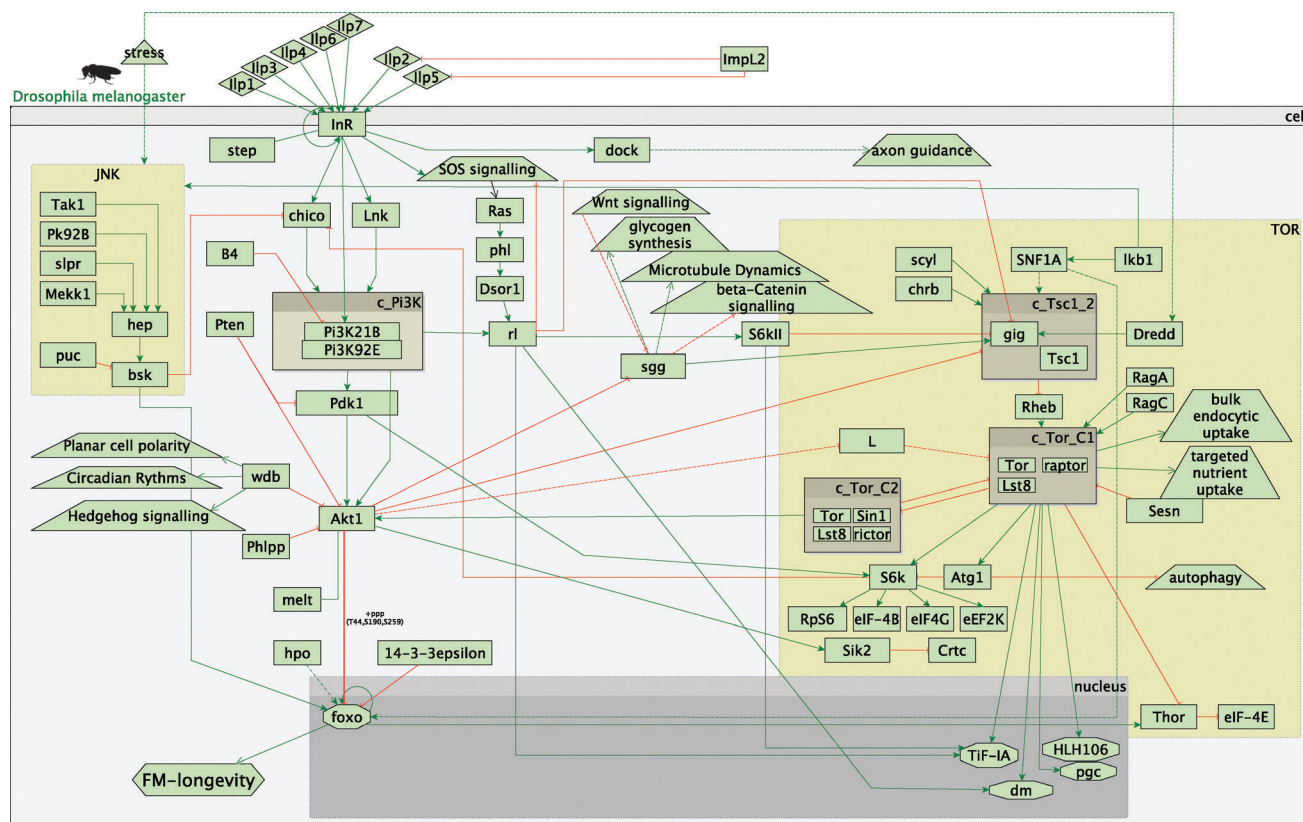 Ilp7
Ilp6
Ilp4
Ilp3
Ilp1
Ilp2
Ilp5
ImpL2
stress
Drosophila melanogaster
cel
InR
step
dock
axon guidance
JNK
SOS signalling
Tak1
Pk92B
slpr
Mekk1
hep
puc
bsk
chico
Lnk
Ras
phl
Dsor1
rl
B4
Pten
c_Pi3K
Pi3K21B
Pi3K92E
Pdk1
Wnt signalling
glycogen
synthesis
Microtubule Dynamics
beta-Catenin
signalling
S6kII
sgg
TOR
scyl
chrb
SNF1A
lkb1
c_Tsc1_2
gig
Tsc1
Dredd
Rheb
RagA
RagC
bulk
endocytic
uptake
targeted
nutrient
uptake
c_Tor_C1
Tor
raptor
Lst8
Sesn
L
c_Tor_C2
Tor
Sin1
Lst8
rictor
Planar cell polarity
Circadian Rythms
Hedgehog signalling
wdb
Phlpp
Akt1
melt
+ppp
(T44,S190,S259)
S6k
Atg1
autophagy
RpS6
eIF-4B
eIF4G
eEF2K
Sik2
Crtc
hpo
14-3-3epsilon
nucleus
foxo
Thor
eIF-4E
FM-longevity
TiF-IA
HLH106
pgc
dm